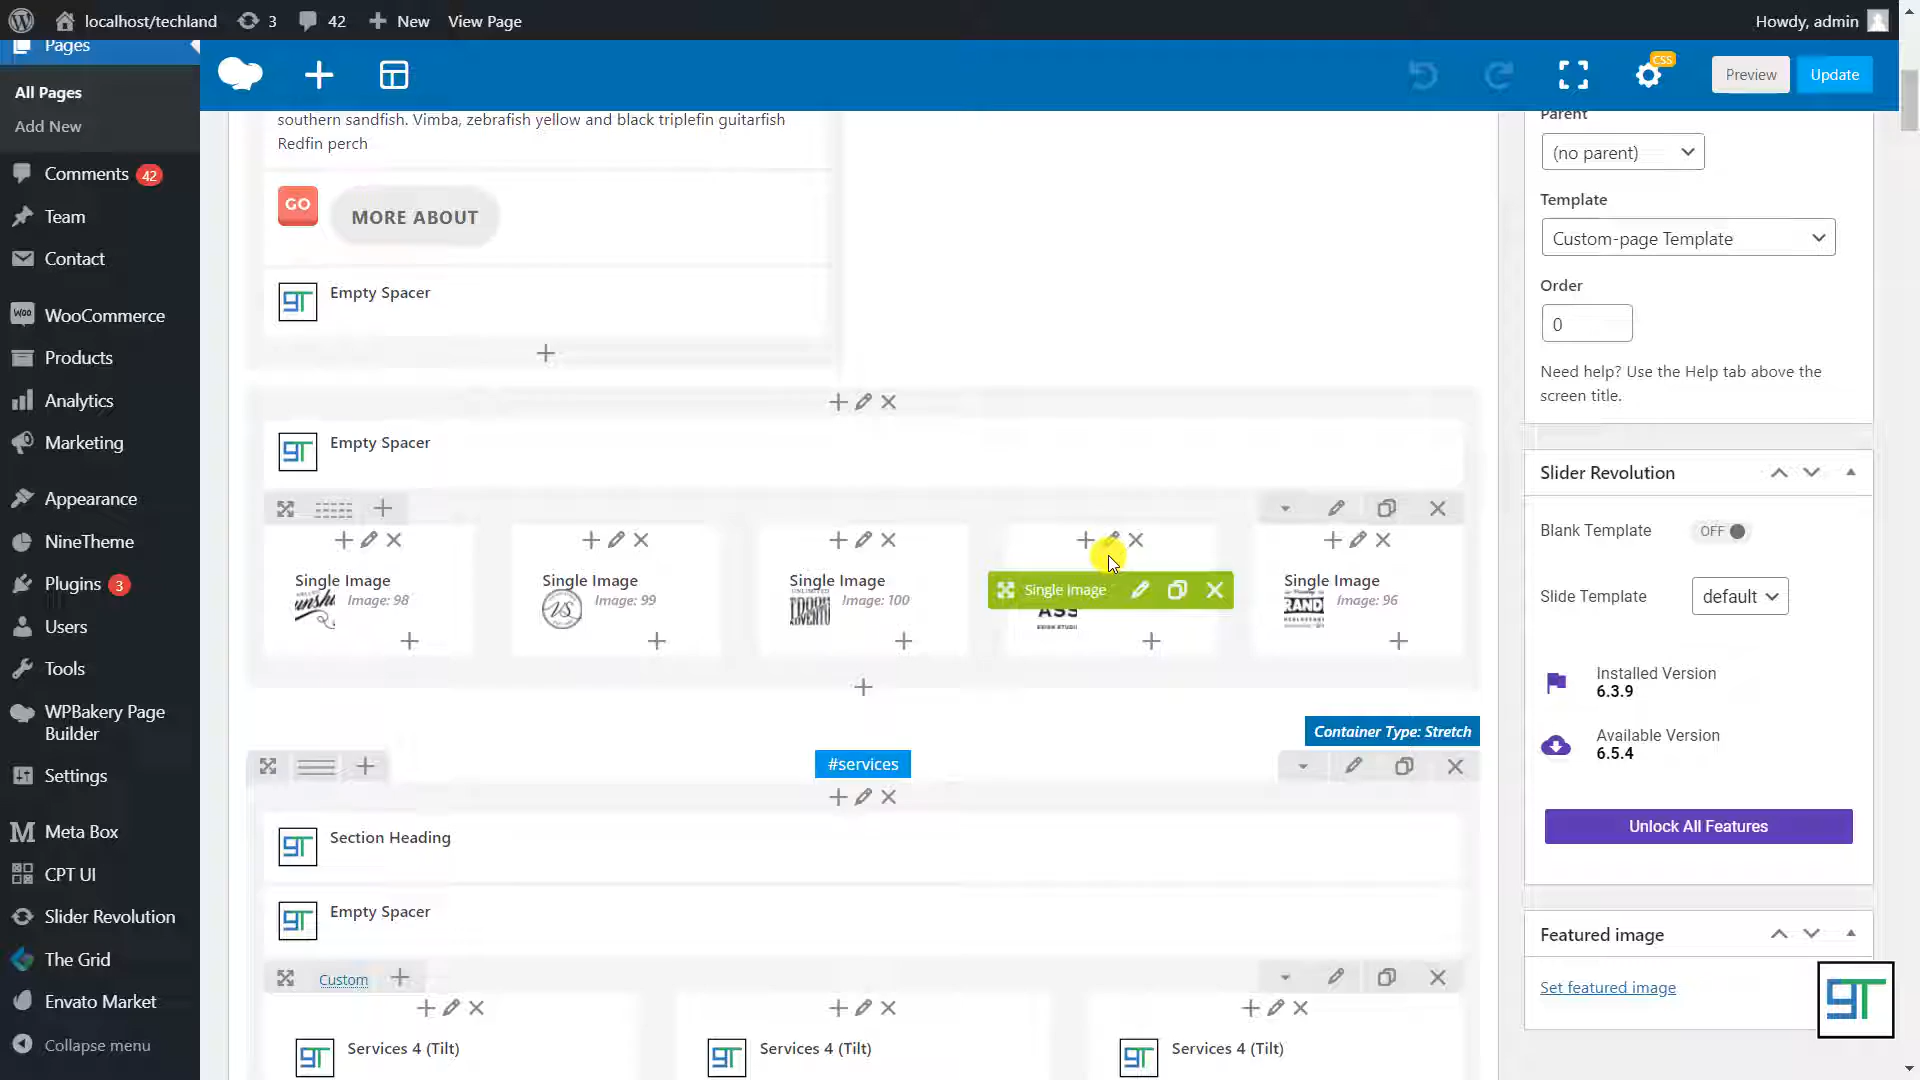 localhost/techland
3
42
New
View Page
Howdy, admin
Pages
All Pages
Add New
Comments 42
Team
Contact
WooCommerce
Products
Analytics
Marketing
Appearance
NineTheme
Plugins 3
Users
Tools
WPBakery Page
Builder
Settings
Meta Box
CPT UI
Slider Revolution
The Grid
Envato Market
Collapse menu
CSS
Preview
Update
southern sandfish. Vimba, zebrafish yellow and black triplefin guitarfish
Redfin perch
GO
MORE ABOUT
Empty Spacer
Empty Spacer
Single Image
Image: 98
Single Image
Image: 99
Single Image
Image: 100
Single Image
Single Image
Image: 96
Container Type: Stretch
#services
Section Heading
Empty Spacer
Custom
Services 4 (Tilt)
Services 4 (Tilt)
Services 4 (Tilt)
Parent
(no parent)
Template
Custom-page Template
Order
0
Need help? Use the Help tab above the
screen title.
Slider Revolution
Blank Template
OFF
Slide Template
default
Installed Version
6.3.9
Available Version
6.5.4
Unlock All Features
Featured image
Set featured image